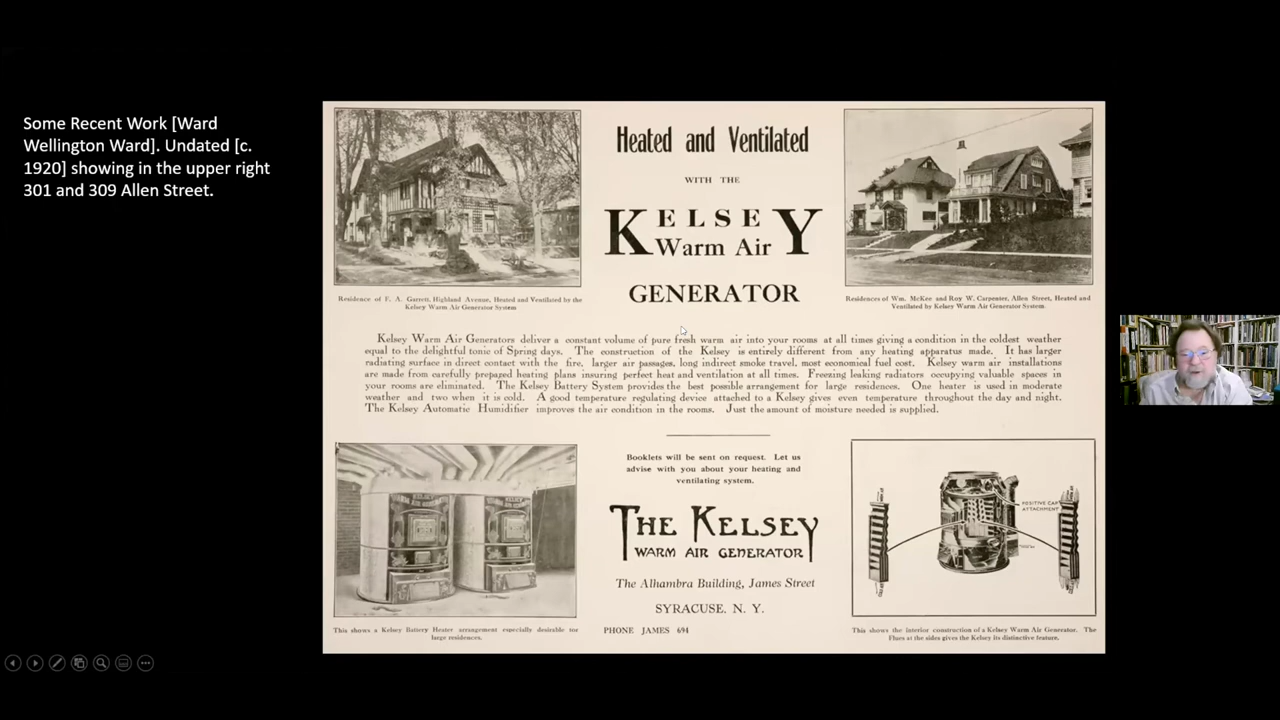 Some Recent Work [Ward
Wellington Ward]. Undated [c.
1920] showing in the upper right
301 and 309 Allen Street.
Heated and Ventilated
WITH THE
KELSEY
Warm Air
GENERATOR
Residence of F. A. Garrett, Highland Avenue, Heated and Ventilated by the
Kelsey Warm Air Generator System
Residences of Wm. McKee and Roy W. Carpenter, Allen Street, Heated and
Ventilated by Kelsey Warm Air Generator System.
Kelsey Warm Air Generators deliver a constant volume of pure fresh warm air into your rooms at all times giving a condition in the coldest weather
equal to the delightful tonic of Spring days. The construction of the Kelsey is entirely different from any heating apparatus made. It has larger
radiating surface in direct contact with the fire, larger air passages, long indirect smoke travel, most economical fuel cost. Kelsey warm air installations
are made from carefully prepared heating plans insuring perfect heat and ventilation at all times. Freezing leaking radiators occupying valuable spaces in
your rooms are eliminated. The Kelsey Battery System provides the best possible arrangement for large residences. One heater is used in moderate
weather and two when it is cold. A good temperature regulating device attached to a Kelsey gives even temperature throughout the day and night.
The Kelsey Automatic Humidifier improves the air condition in the rooms. Just the amount of moisture needed is supplied.
Booklets will be sent on request. Let us
advise with you about your heating and
ventilating system.
THE KELSEY
WARM AIR GENERATOR
The Alhambra Building, James Street
SYRACUSE. N. Y.
PHONE JAMES 694
This shows a Kelsey Battery Heater arrangement especially desirable for
large residences.
POSITIVE CAP
ATTACHMENT
This shows the interior construction of a Kelsey Warm Air Generator. The
Flues at the sides gives the Kelsey its distinctive feature.